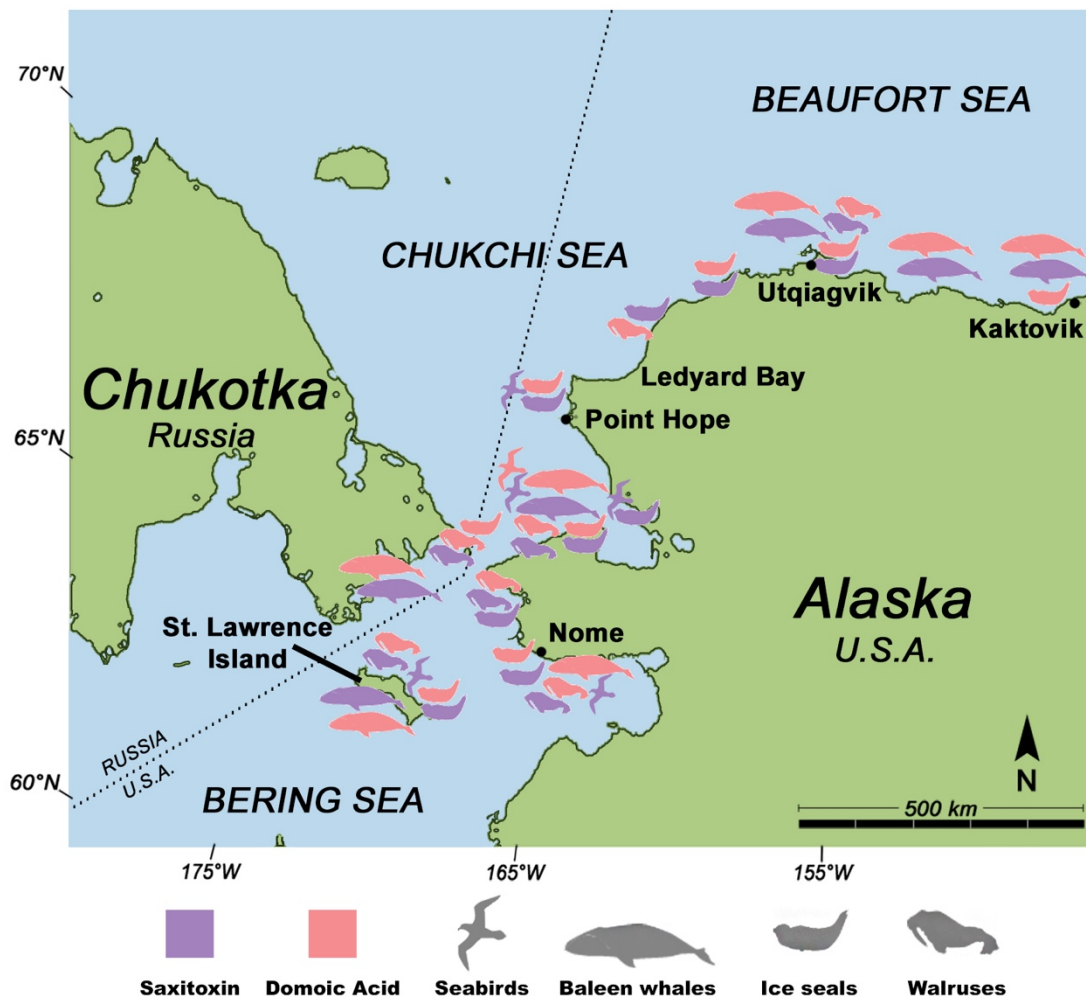 70°N
BEAUFORT SEA
CHUKCHI SEA
Utqiagvik
Kaktovik
Ledyard Bay
Chukotka
Russia
Point Hope
65°N
Alaska
U.S.A.
St. Lawrence
Island
Nome
RUSSIA
U.S.A.
60°N
BERING SEA
N
500 km
175°W
165°W
155°W
Saxitoxin
Domoic Acid
Seabirds
Baleen whales
Ice seals
Walruses